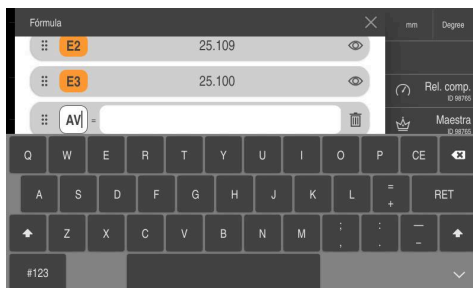 Fórmula
mm Degree
E2 25.109
E3 25.100
AV =
Rel. comp.
ID 98765
Maestra
ID 98765
Q W E R T Y U I O P CE
A S D F G H J K L = + RET
Z X C V B N M ; , : . — -
#123